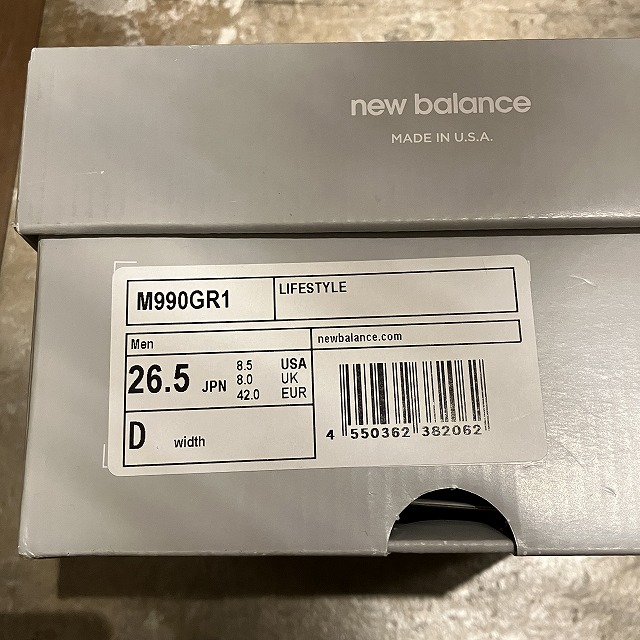 new balance
MADE IN U.S.A.
M990GR1
LIFESTYLE
Men
newbalance.com
26.5 JPN
8.5 USA
8.0 UK
42.0 EUR
D width
4 550362 382062